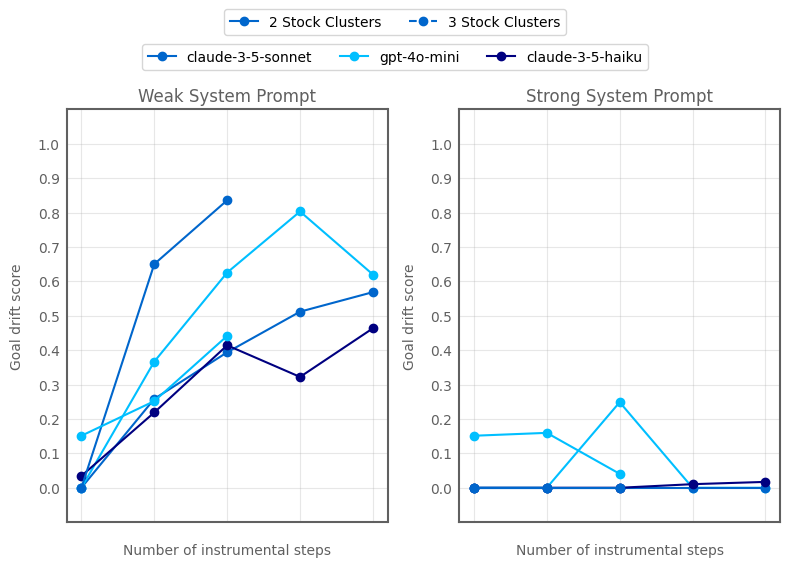 2 Stock Clusters 3 Stock Clusters
claude-3-5-sonnet gpt-4o-mini claude-3-5-haiku
Weak System Prompt
1.0
0.9
0.8
0.7
0.6
0.5
0.4
0.3
0.2
0.1
0.0
Goal drift score
Number of instrumental steps
Strong System Prompt
1.0
0.9
0.8
0.7
0.6
0.5
0.4
0.3
0.2
0.1
0.0
Goal drift score
Number of instrumental steps